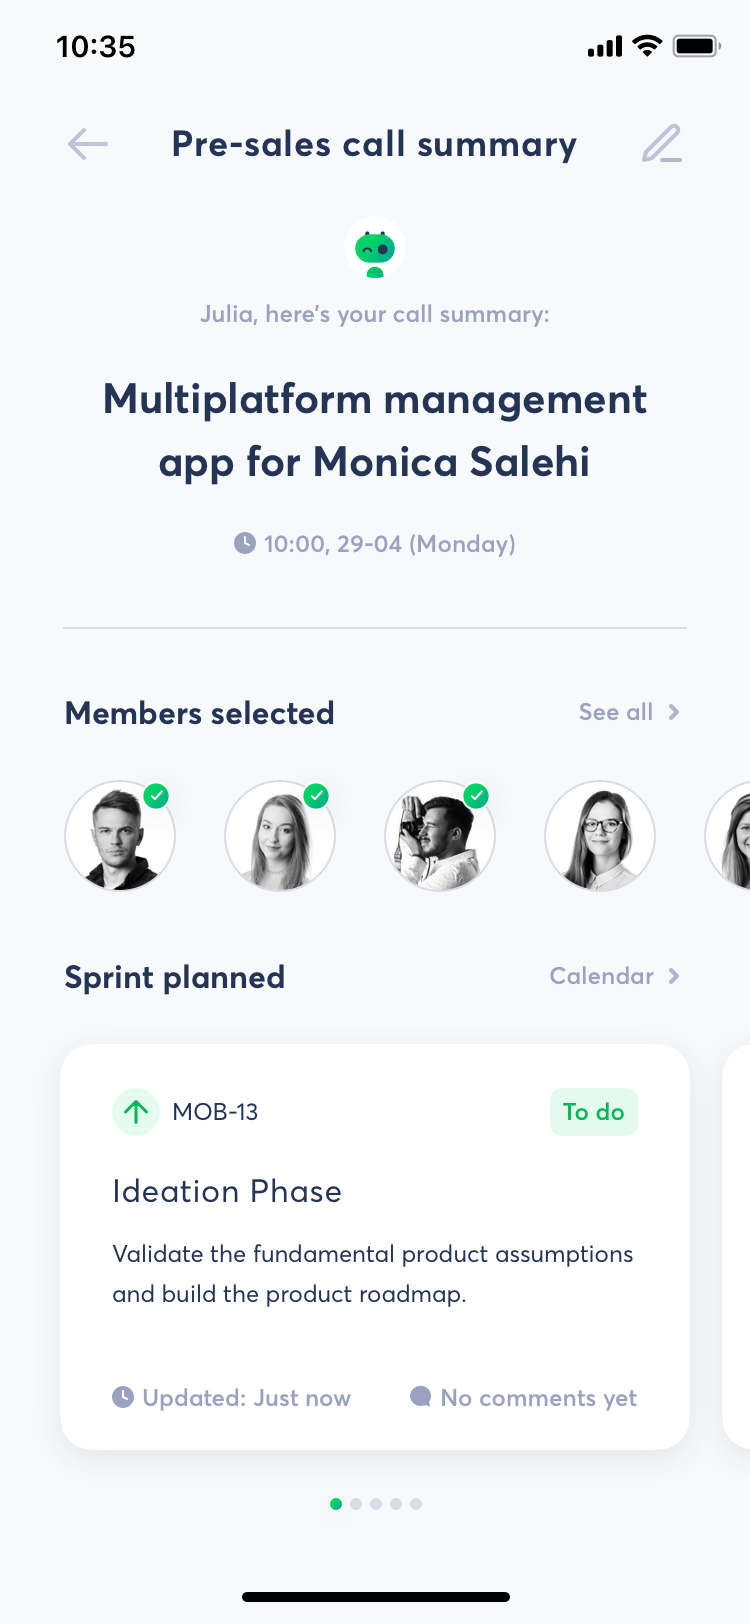 10:35
Pre-sales call summary
Julia, here's your call summary:
Multiplatform management
app for Monica Salehi
10:00, 29-04 (Monday)
Members selected
See all
Sprint planned
Calendar
MOB-13
To do
Ideation Phase
Validate the fundamental product assumptions
and build the product roadmap.
Updated: Just now
No comments yet